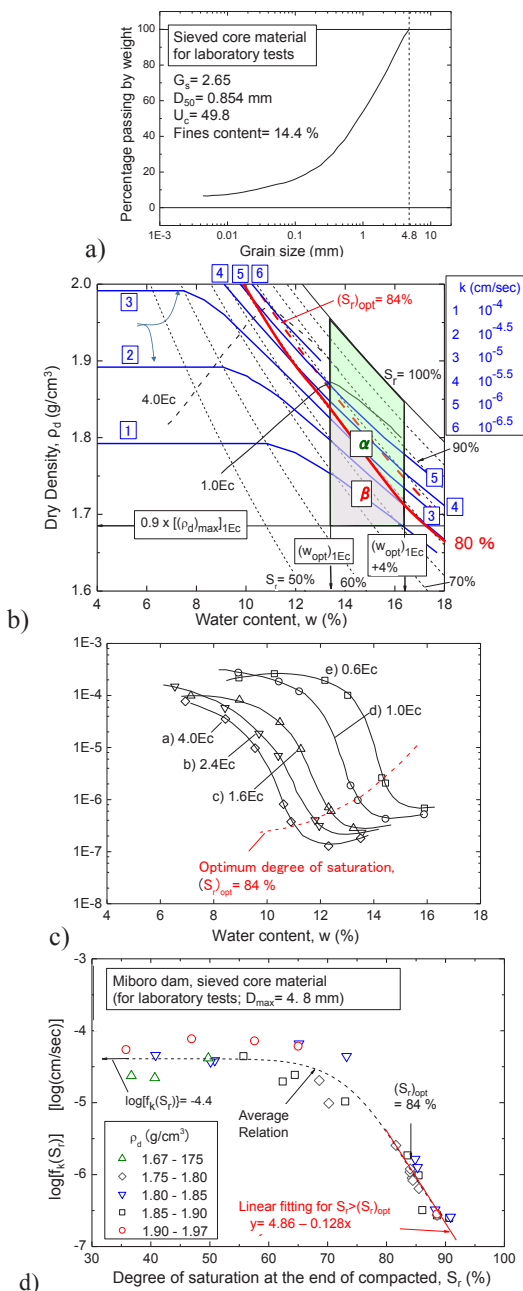 Sieved core material
for laboratory tests
Gs = 2.65
D50= 0.854 mm
Uc= 49.8
Fines content= 14.4 %
Percentage passing by weight
100
80
60
40
20
0
1E-3 0.01 0.1 1 4.8 10
Grain size (mm)
a)
2.0
1.9
1.8
1.7
1.6
Dry Density, ρd (g/cm3)
4 5 6
3
2
1
(Sr)opt= 84%
4.0Ec
1.0Ec
Sr= 100%
90%
α
β
5
4
3
80 %
0.9 x [(ρd)max]1Ec
(wopt)1Ec
(wopt)1Ec
+4%
Sr= 50%
60%
70%
k (cm/sec)
1 10-4
2 10-4.5
3 10-5
4 10-5.5
5 10-6
6 10-6.5
4 6 8 10 12 14 16 18
Water content, w (%)
b)
1E-3
1E-4
1E-5
1E-6
1E-7
1E-8
e) 0.6Ec
d) 1.0Ec
a) 4.0Ec
b) 2.4Ec
c) 1.6Ec
Optimum degree of saturation,
(Sr)opt= 84 %
6 8 10 12 14 16 18
Water content, w (%)
c)
-4
-5
-6
-7
log[fk(Sr)] [log(cm/sec)]
Miboro dam, sieved core material
(for laboratory tests; Dmax= 4. 8 mm)
log[fk(Sr)]= -4.4
Average
Relation
(Sr)opt
= 84 %
ρd (g/cm3)
1.67 - 175
1.75 - 1.80
1.80 - 1.85
1.85 - 1.90
1.90 - 1.97
Linear fitting for Sr>(Sr)opt
y= 4.86 – 0.128x
30 40 50 60 70 80 90 100
Degree of saturation at the end of compacted, Sr (%)
d)